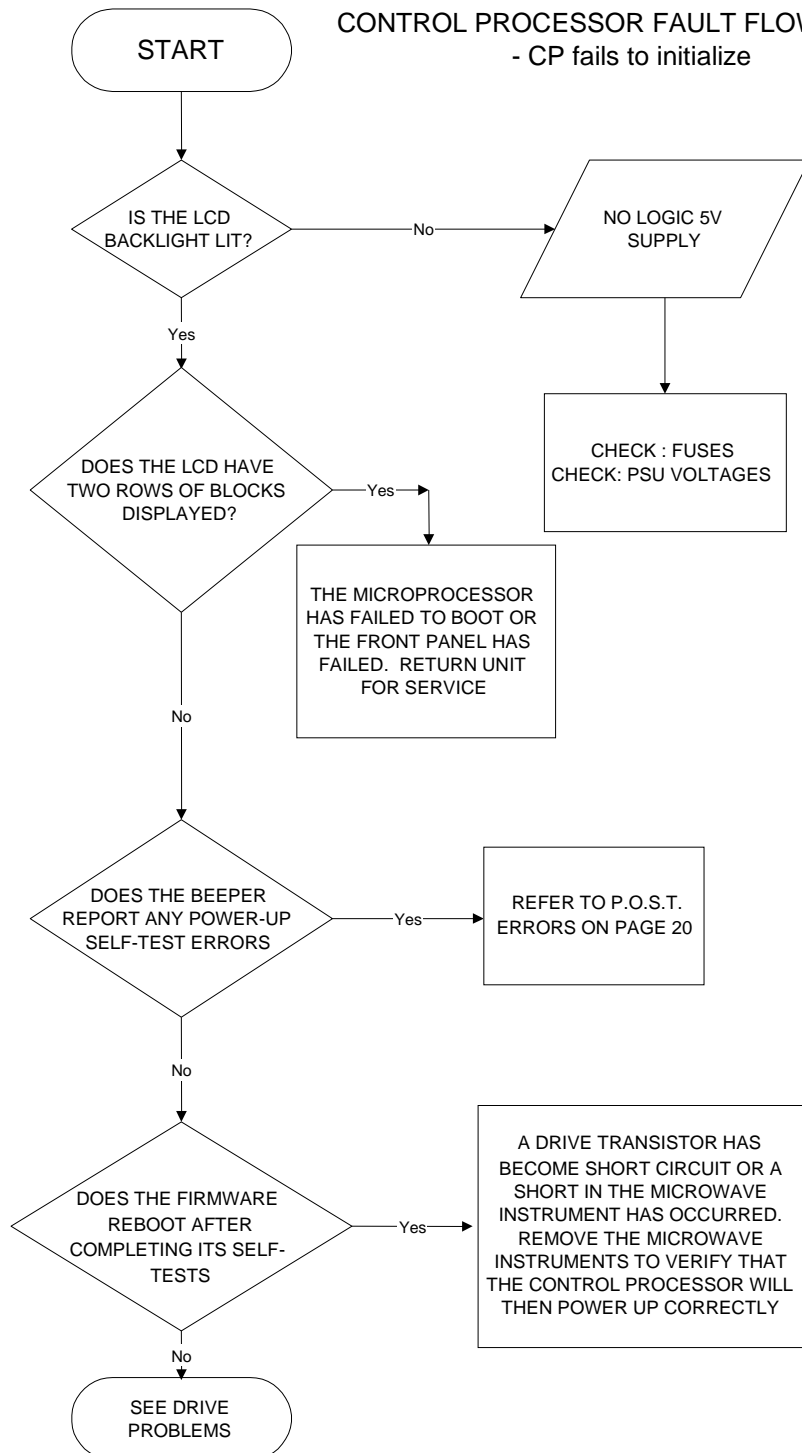 CONTROL PROCESSOR FAULT
- CP fails to initialize
START
IS THE LCD
BACKLIGHT LIT?
No
NO LOGIC 5V
SUPPLY
Yes
CHECK : FUSES
CHECK: PSU VOLTAGES
DOES THE LCD HAVE
TWO ROWS OF BLOCKS
DISPLAYED?
Yes
THE MICROPROCESSOR
HAS FAILED TO BOOT OR
THE FRONT PANEL HAS
FAILED. RETURN UNIT
FOR SERVICE
No
DOES THE BEEPER
REPORT ANY POWER-UP
SELF-TEST ERRORS
Yes
REFER TO P.O.S.T.
ERRORS ON PAGE 20
No
DOES THE FIRMWARE
REBOOT AFTER
COMPLETING ITS SELF-
TESTS
Yes
A DRIVE TRANSISTOR HAS
BECOME SHORT CIRCUIT OR A
SHORT IN THE MICROWAVE
INSTRUMENT HAS OCCURRED.
REMOVE THE MICROWAVE
INSTRUMENTS TO VERIFY THAT
THE CONTROL PROCESSOR WILL
THEN POWER UP CORRECTLY
No
SEE DRIVE
PROBLEMS